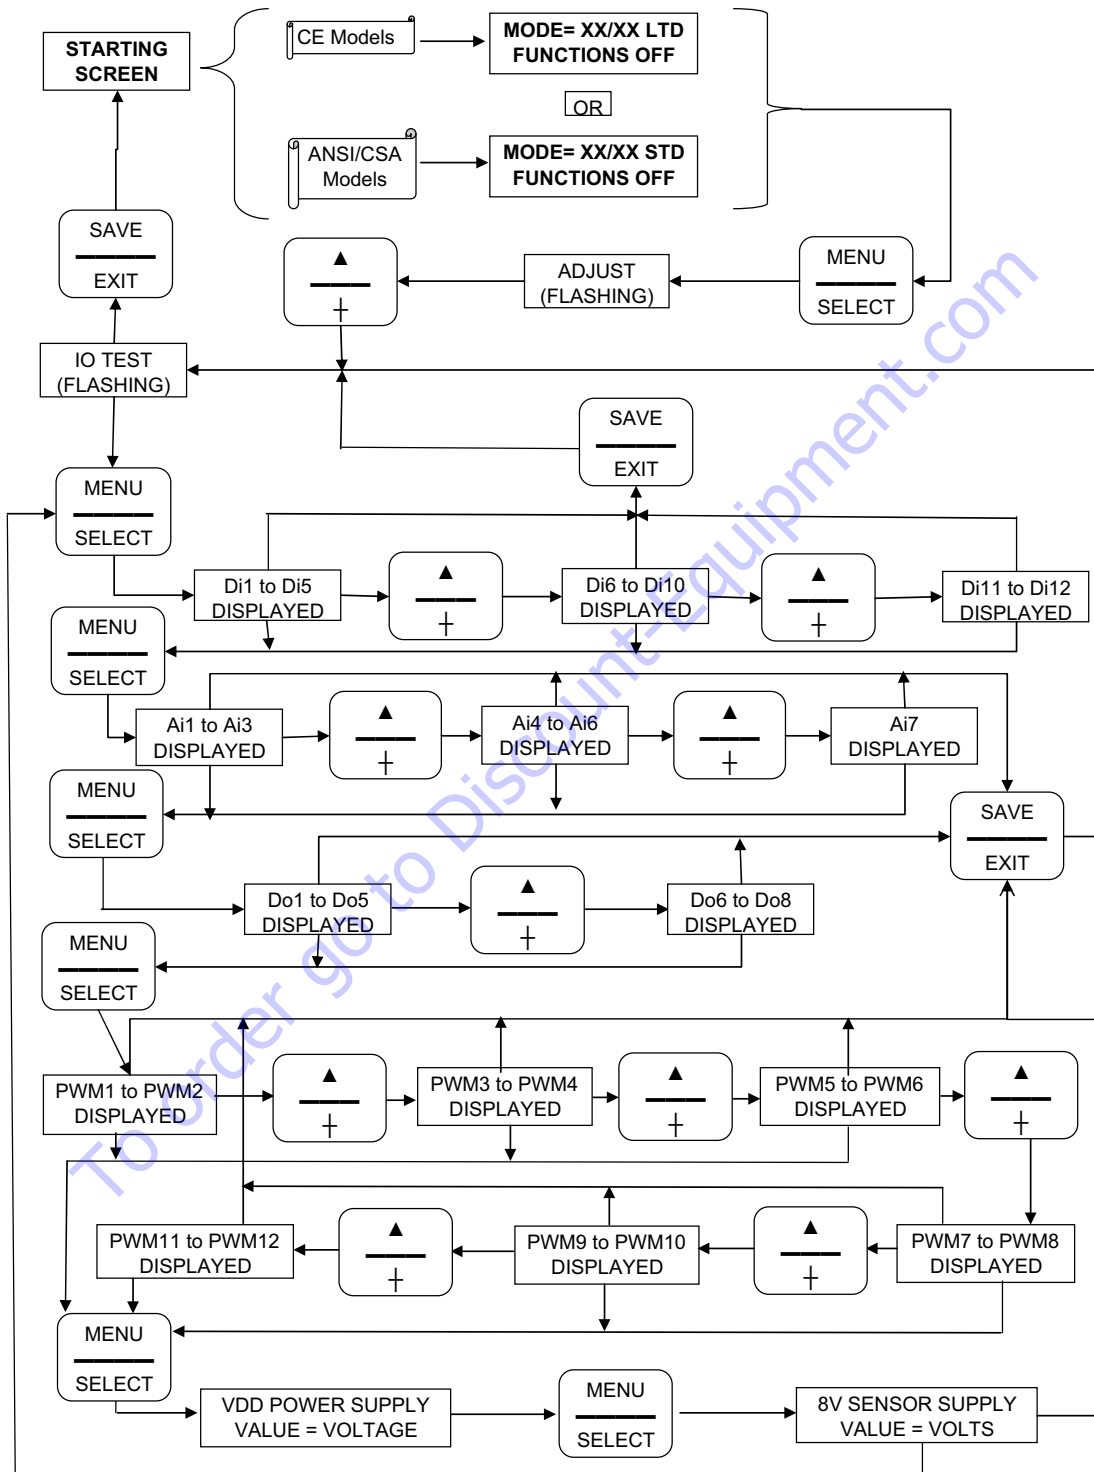 STARTING
SCREEN
CE Models
MODE= XX/XX LTD
FUNCTIONS OFF
OR
ANSI/CSA
Models
MODE= XX/XX STD
FUNCTIONS OFF
SAVE
EXIT
▲
+
ADJUST
(FLASHING)
MENU
SELECT
IO TEST
(FLASHING)
SAVE
EXIT
MENU
SELECT
Di1 to Di5
DISPLAYED
▲
+
Di6 to Di10
DISPLAYED
▲
+
Di11 to Di12
DISPLAYED
MENU
SELECT
Ai1 to Ai3
DISPLAYED
▲
+
Ai4 to Ai6
DISPLAYED
▲
+
Ai7
DISPLAYED
MENU
SELECT
SAVE
EXIT
Do1 to Do5
DISPLAYED
▲
+
Do6 to Do8
DISPLAYED
MENU
SELECT
PWM1 to PWM2
DISPLAYED
▲
+
PWM3 to PWM4
DISPLAYED
▲
+
PWM5 to PWM6
DISPLAYED
▲
+
PWM11 to PWM12
DISPLAYED
▲
+
PWM9 to PWM10
DISPLAYED
▲
+
PWM7 to PWM8
DISPLAYED
MENU
SELECT
VDD POWER SUPPLY
VALUE = VOLTAGE
MENU
SELECT
8V SENSOR SUPPLY
VALUE = VOLTS
To order go to Discount-Equipment.com